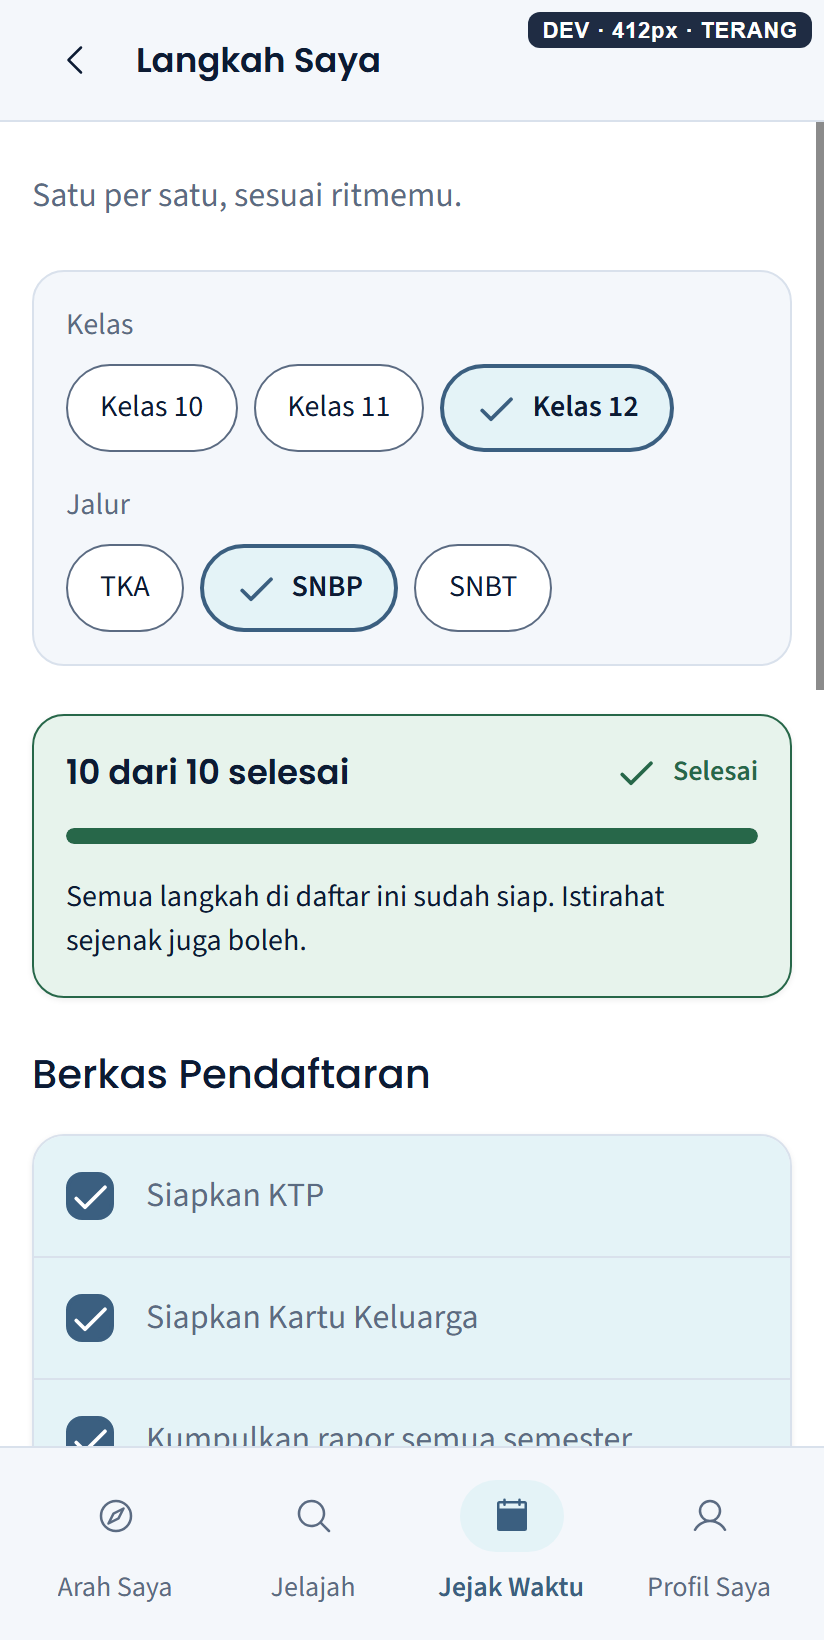 DEV · 412px · TERANG
Langkah Saya
Satu per satu, sesuai ritmemu.
Kelas
Kelas 10
Kelas 11
Kelas 12
Jalur
TKA
SNBP
SNBT
10 dari 10 selesai
Selesai
Semua langkah di daftar ini sudah siap. Istirahat
sejenak juga boleh.
Berkas Pendaftaran
Siapkan KTP
Siapkan Kartu Keluarga
Kumpulkan rapor semua semester
Arah Saya
Jelajah
Jejak Waktu
Profil Saya